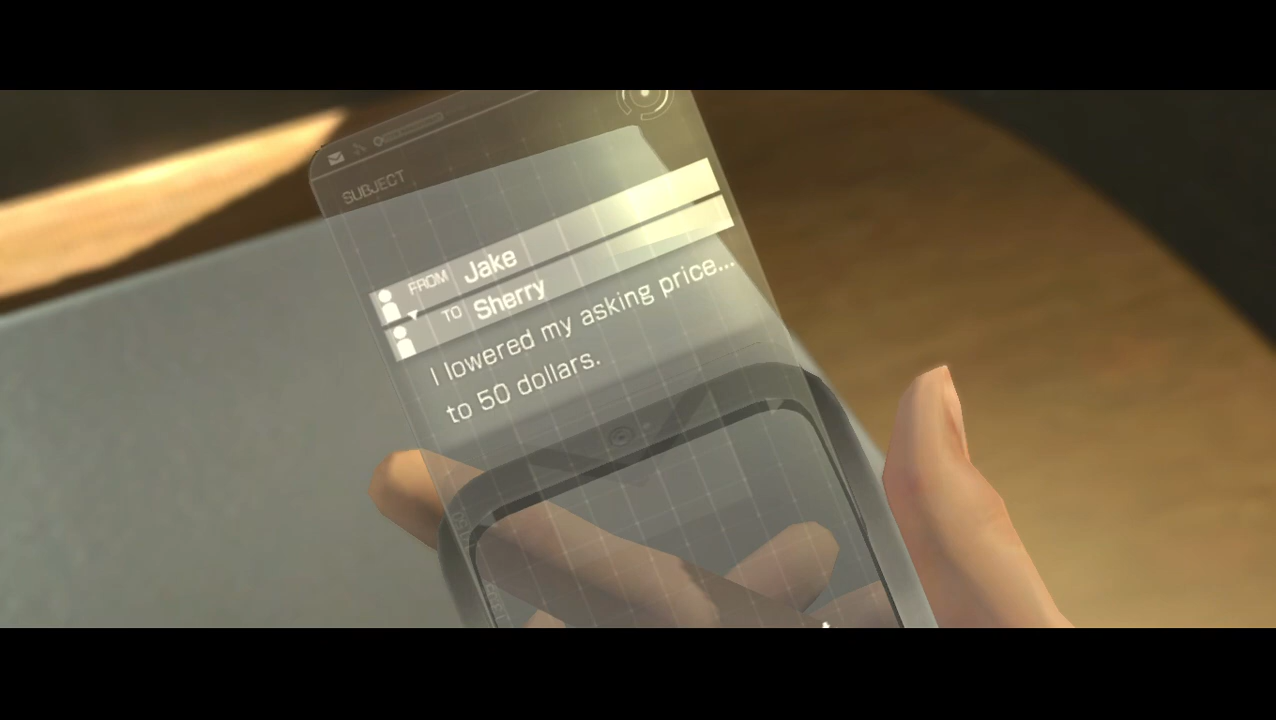 SUBJECT
FROM Jake
TO Sherry
I lowered my asking price...
to 50 dollars.